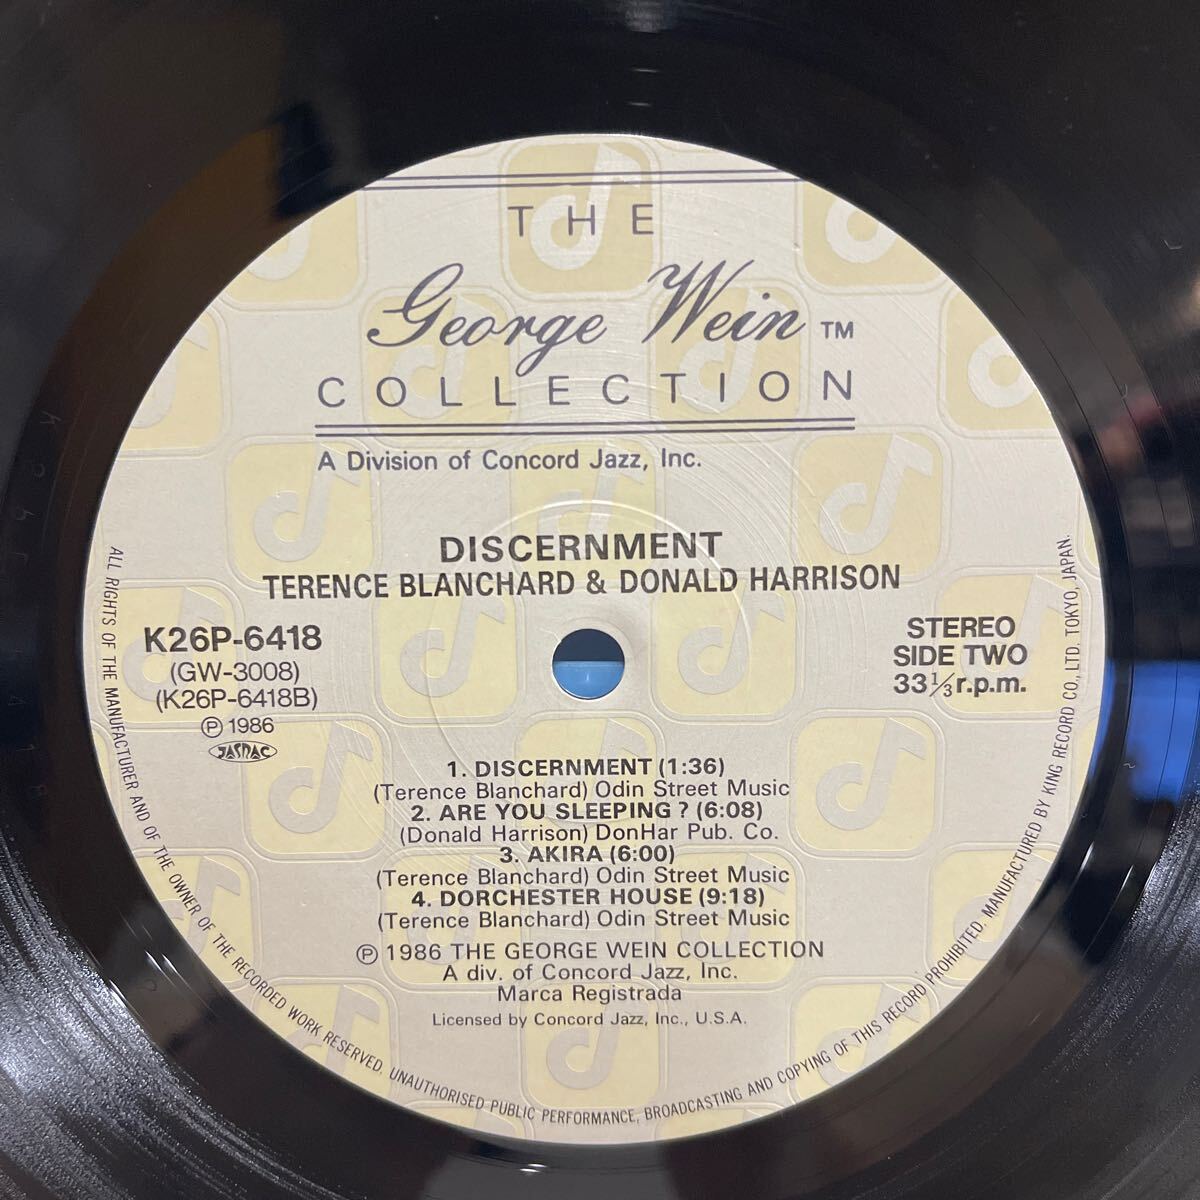 THE
George Wein TM
COLLECTION
A Division of Concord Jazz, Inc.
DISCERNMENT
TERENCE BLANCHARD & DONALD HARRISON
K26P-6418
(GW-3008)
(K26P-6418B)
Ⓟ 1986
JASRAC
STEREO
SIDE TWO
33⅓ r.p.m.
1. DISCERNMENT (1:36)
(Terence Blanchard) Odin Street Music
2. ARE YOU SLEEPING? (6:08)
(Donald Harrison) DonHar Pub. Co.
3. AKIRA (6:00)
(Terence Blanchard) Odin Street Music
4. DORCHESTER HOUSE (9:18)
(Terence Blanchard) Odin Street Music
Ⓟ 1986 THE GEORGE WEIN COLLECTION
A div. of Concord Jazz, Inc.
Marca Registrada
Licensed by Concord Jazz, Inc., U.S.A.
ALL RIGHTS OF THE MANUFACTURER AND OF THE OWNER OF THE RECORDED WORK RESERVED. UNAUTHORISED PUBLIC PERFORMANCE, BROADCASTING AND COPYING OF THIS RECORD PROHIBITED. MANUFACTURED BY KING RECORD CO., LTD. TOKYO, JAPAN.